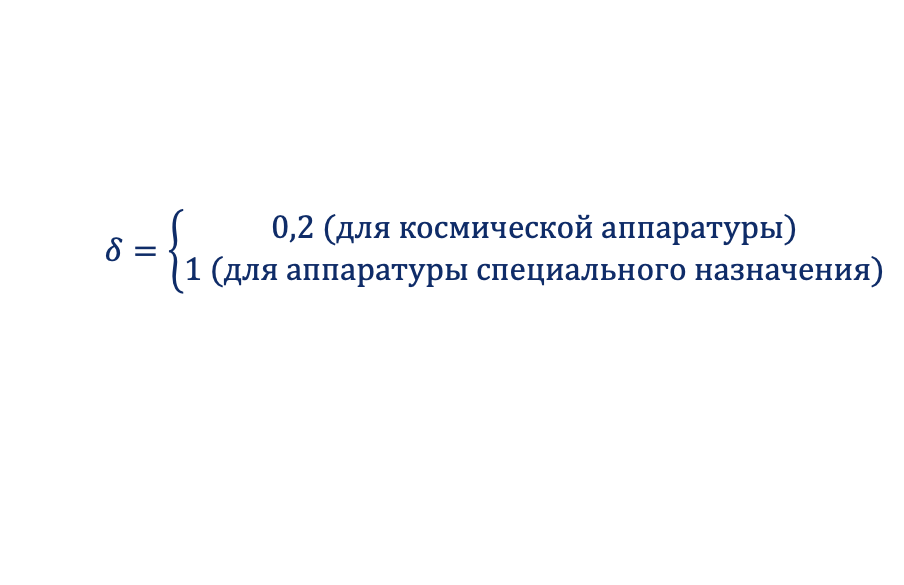 δ = { 0,2 (для космической аппаратуры)
1 (для аппаратуры специального назначения)